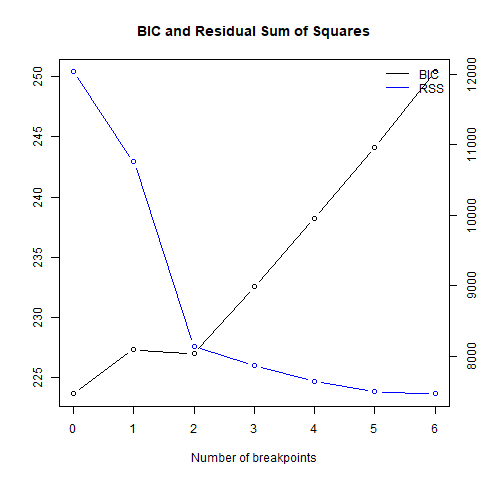 BIC and Residual Sum of Squares
BIC
RSS
250
245
240
235
230
225
12000
11000
10000
9000
8000
0 1 2 3 4 5 6
Number of breakpoints